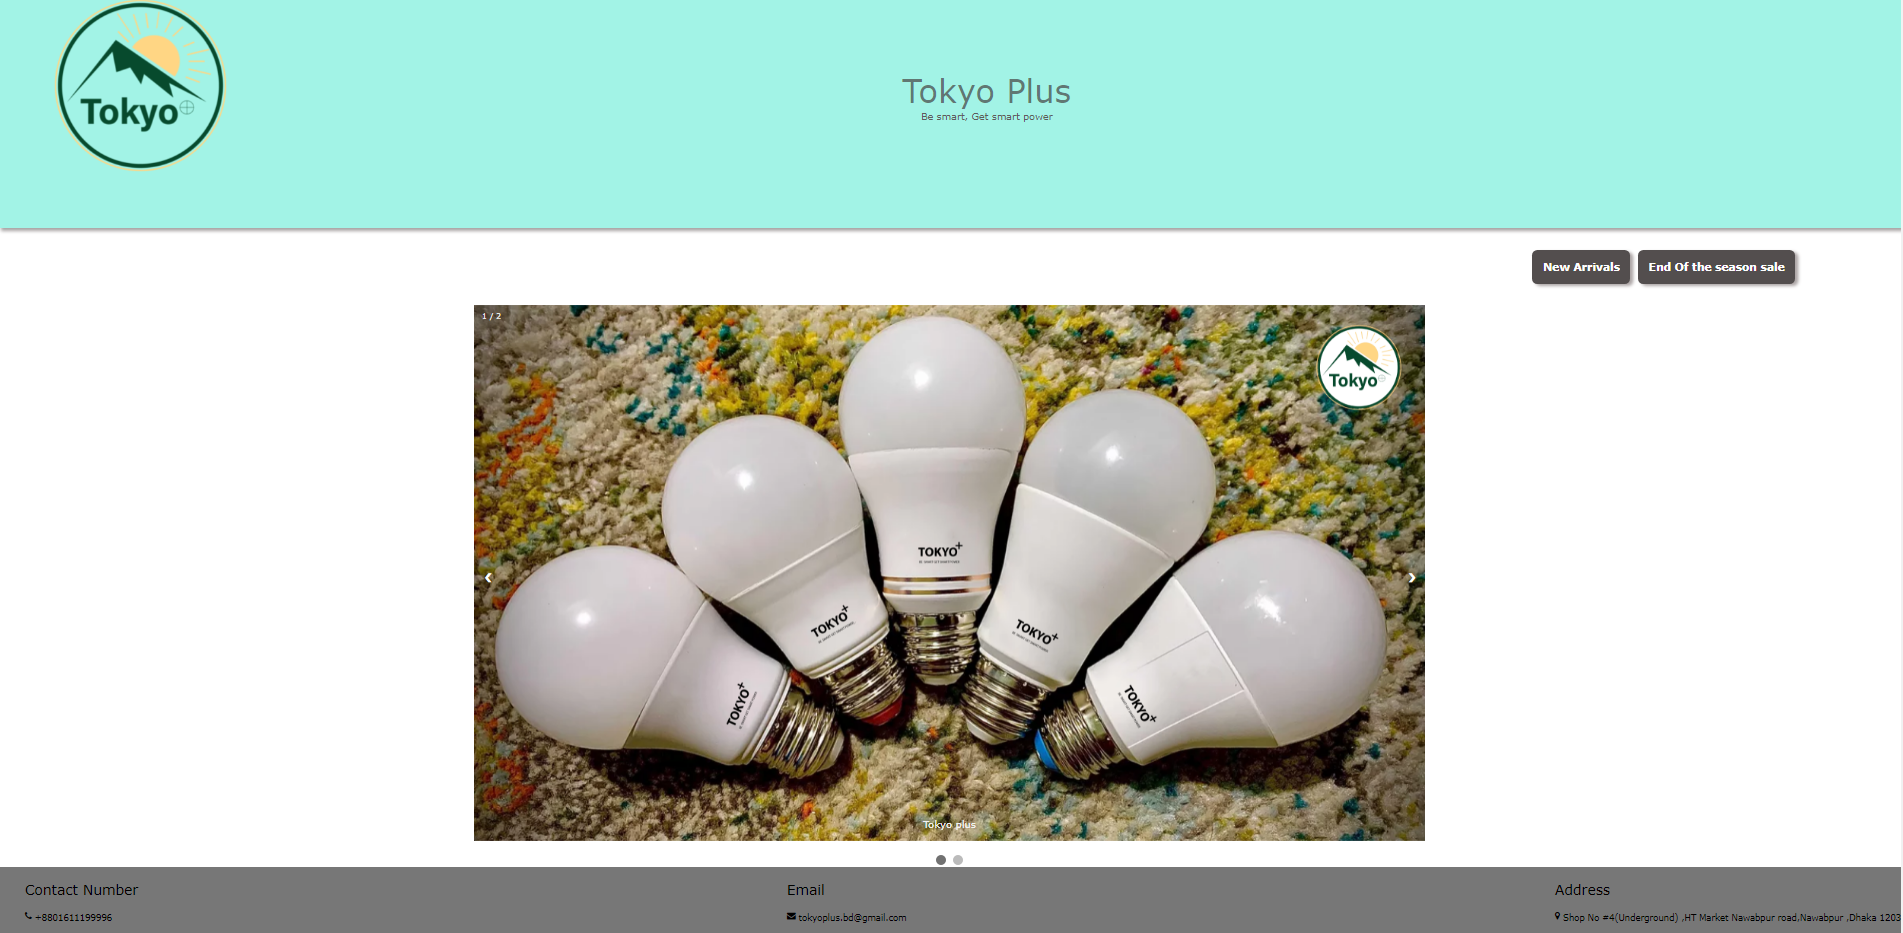 Tokyo
Tokyo Plus
Be smart, Get smart power
New Arrivals
End Of the season sale
1 / 2
Tokyo
TOKYO+
TOKYO+
TOKYO+
TOKYO+
TOKYO+
Tokyo plus
Contact Number
+8801611199996
Email
tokyoplus.bd@gmail.com
Address
Shop No #4(Underground) ,HT Market Nawabpur road,Nawabpur ,Dhaka 1203